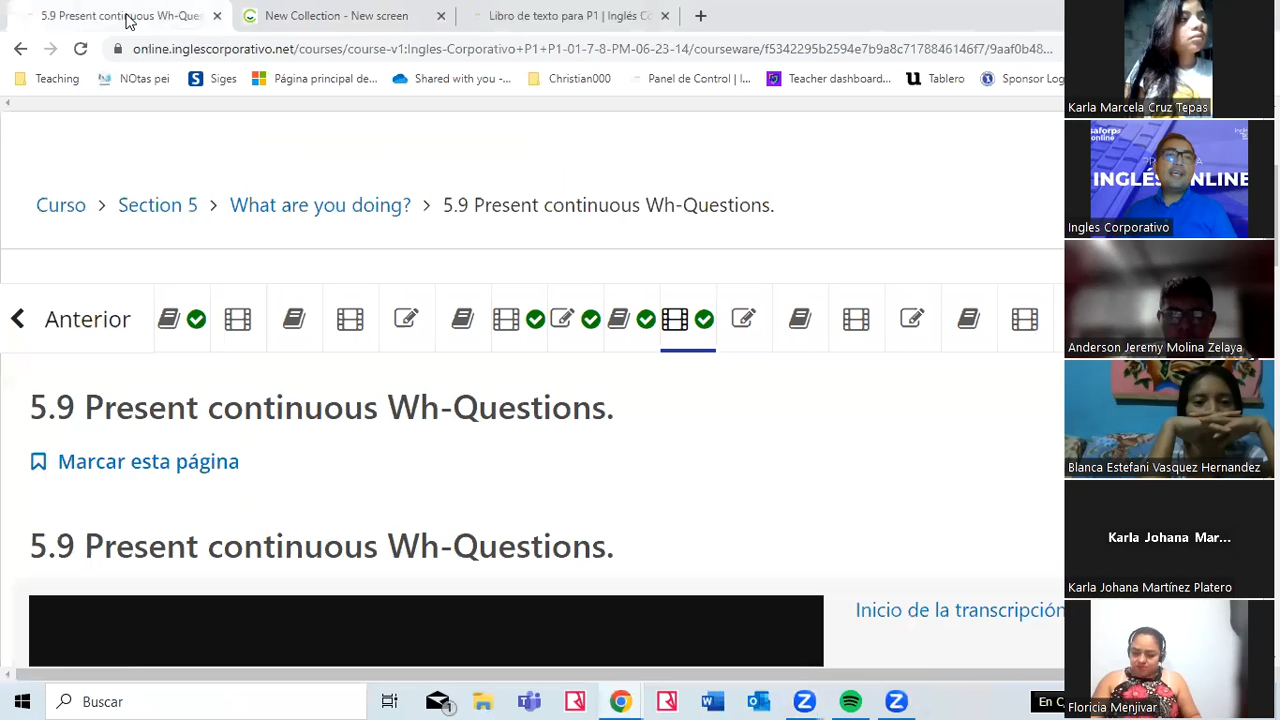 5.9 Present continuous Wh-Ques
New Collection - New screen
Libro de texto para P1 | Inglés Co
online.inglescorporativo.net/courses/course-v1:Ingles-Corporativo+P1+P1-01-7-8-PM-06-23-14/courseware/f5342295b2594e7b9a8c7178846146f7/9aaf0b48...
Teaching
NOtas pei
Siges
Página principal de...
Shared with you -...
Christian000
Panel de Control | I...
Teacher dashboard...
Tablero
Sponsor Log
Curso > Section 5 > What are you doing? > 5.9 Present continuous Wh-Questions.
Anterior
5.9 Present continuous Wh-Questions.
Marcar esta página
5.9 Present continuous Wh-Questions.
Inicio de la transcripción
Buscar
1
En C
Karla Marcela Cruz Tepas
INGLÉS ONLINE
Ingles Corporativo
Anderson Jeremy Molina Zelaya
Blanca Estefani Vasquez Hernandez
Karla Johana Mar...
Karla Johana Martínez Platero
Floricia Menjivar